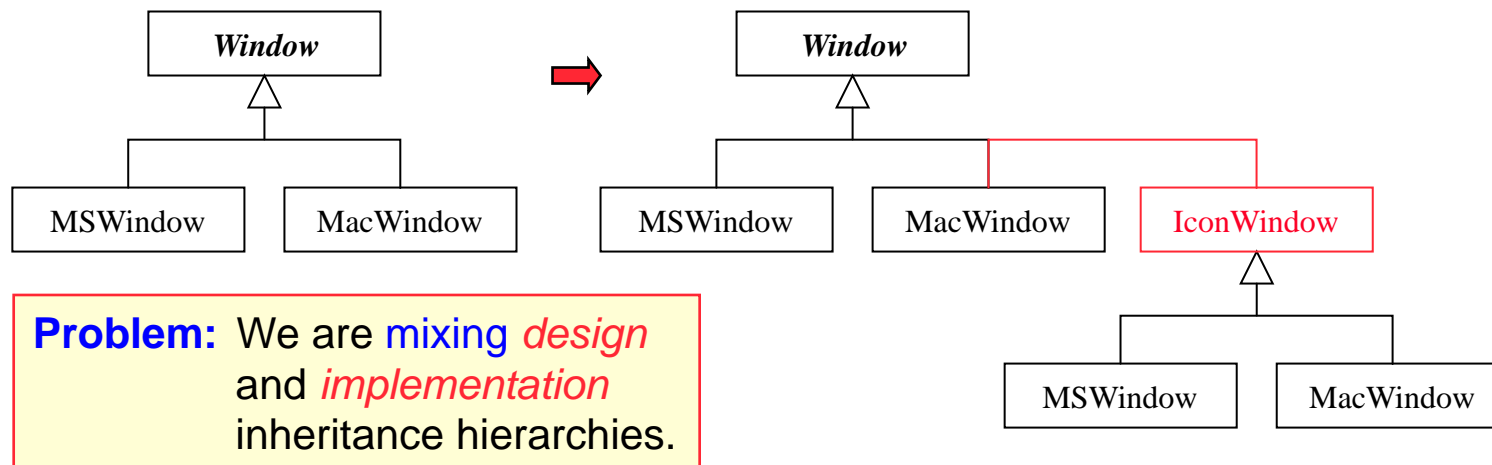 Window
MSWindow
MacWindow
Window
MSWindow
MacWindow
IconWindow
MSWindow
MacWindow
Problem: We are mixing design
and implementation
inheritance hierarchies.